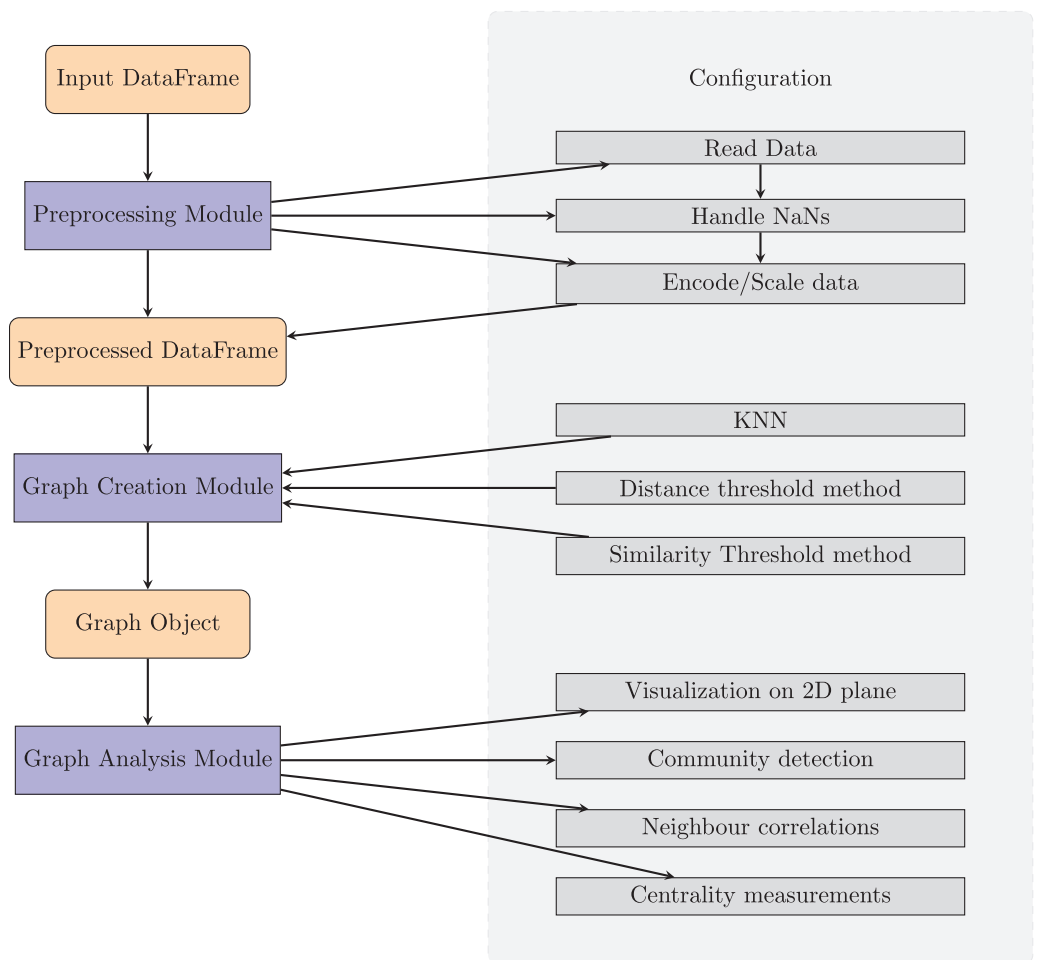 Input DataFrame
Configuration
Read Data
Preprocessing Module
Handle NaNs
Encode/Scale data
Preprocessed DataFrame
KNN
Graph Creation Module
Distance threshold method
Similarity Threshold method
Graph Object
Visualization on 2D plane
Graph Analysis Module
Community detection
Neighbour correlations
Centrality measurements